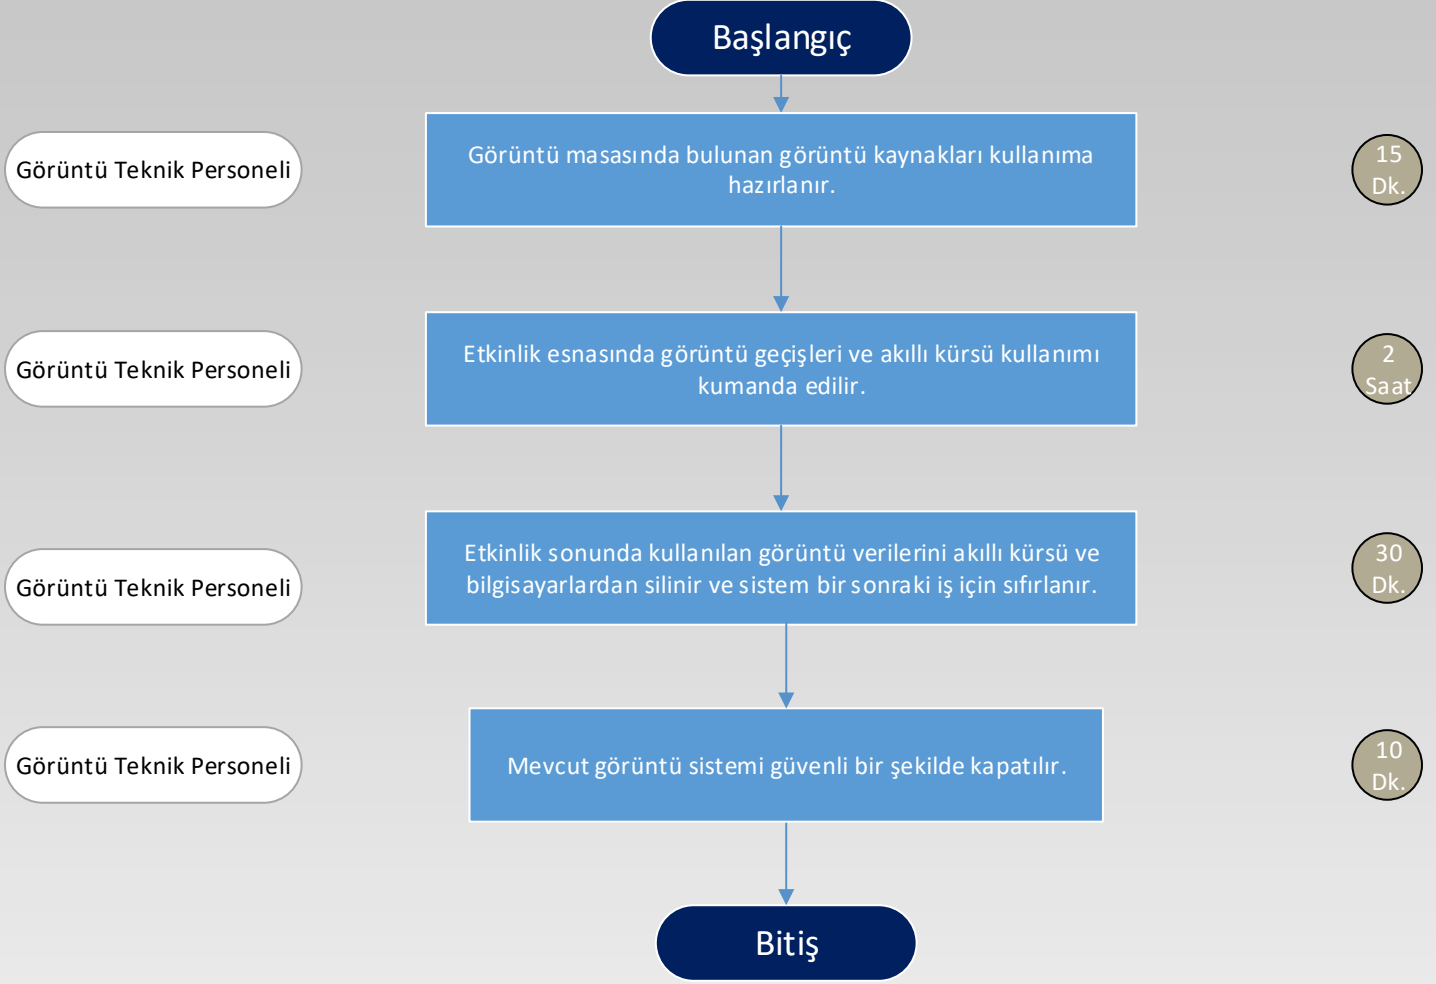 Başlangıç
Görüntü Teknik Personeli
Görüntü masasında bulunan görüntü kaynakları kullanıma
hazırlanır.
15
Dk.
Görüntü Teknik Personeli
Etkinlik esnasında görüntü geçişleri ve akıllı kürsü kullanımı
kumanda edilir.
2
Saat
Görüntü Teknik Personeli
Etkinlik sonunda kullanılan görüntü verilerini akıllı kürsü ve
bilgisayarlardan silinir ve sistem bir sonraki iş için sıfırlanır.
30
Dk.
Görüntü Teknik Personeli
Mevcut görüntü sistemi güvenli bir şekilde kapatılır.
10
Dk.
Bitiş